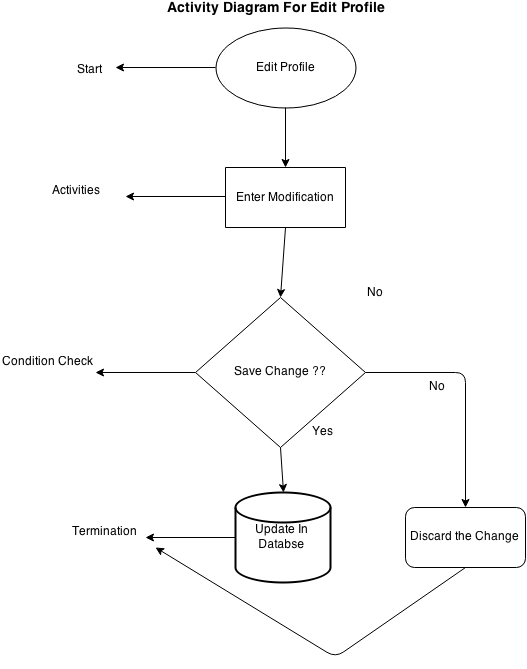 Activity Diagram For Edit Profile
Edit Profile
Start
Activities
Enter Modification
No
Condition Check
Save Change ??
No
Yes
Termination
Update In
Databse
Discard the Change